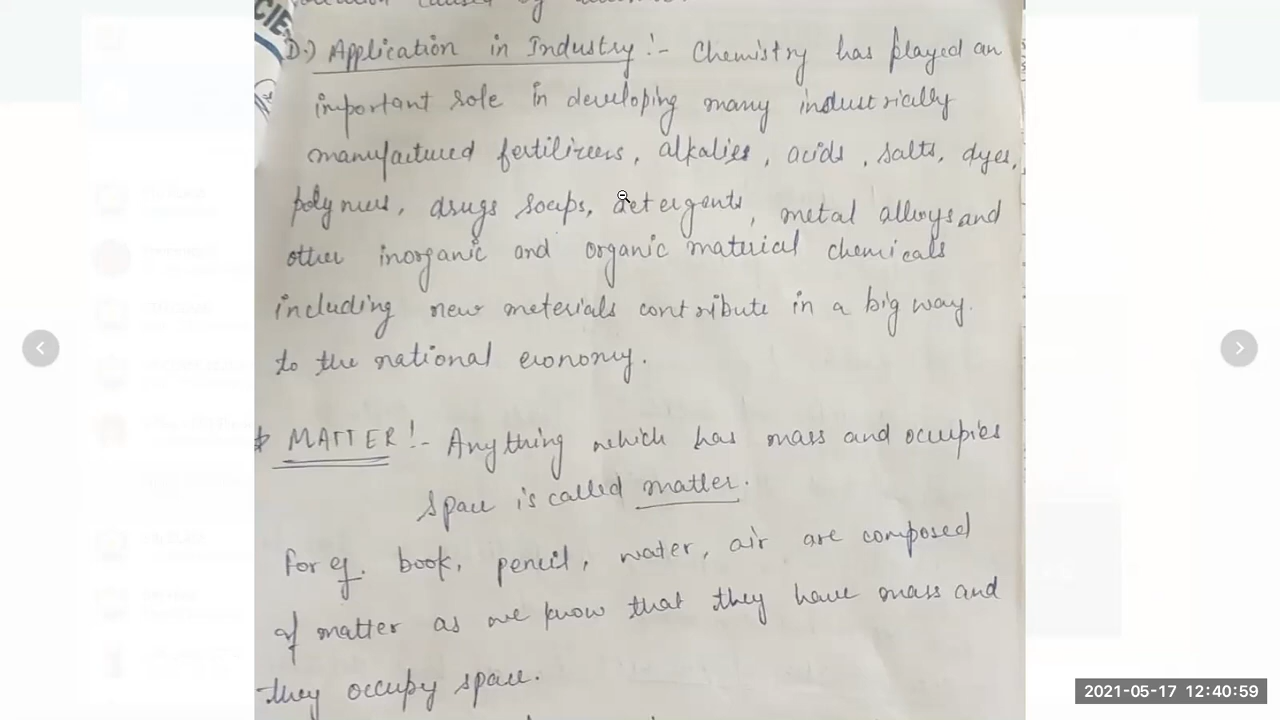 CIE
D.) Application in Industry :- Chemistry has played an
important role in developing many industrially
manufactured fertilizers, alkalies, acids, salts, dyes,
polymers, drugs soaps, detergents, metal alloys and
other inorganic and organic material chemicals
including new meterials contribute in a big way.
to the national economy.
* MATTER :- Anything which has mass and occupies
space is called matter.
For eg. book, pencil, water, air are composed
of matter as we know that they have mass and
they occupy space.
2021-05-17 12:40:59